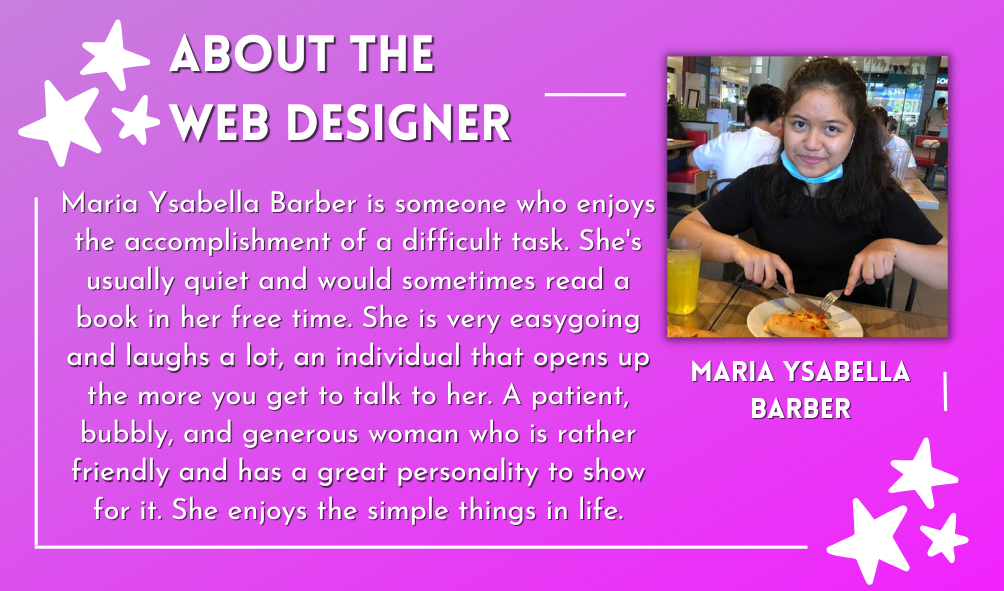 ABOUT THE
WEB DESIGNER
Maria Ysabella Barber is someone who enjoys
the accomplishment of a difficult task. She's
usually quiet and would sometimes read a
book in her free time. She is very easygoing
and laughs a lot, an individual that opens up
the more you get to talk to her. A patient,
bubbly, and generous woman who is rather
friendly and has a great personality to show
for it. She enjoys the simple things in life.
MARIA YSABELLA
BARBER